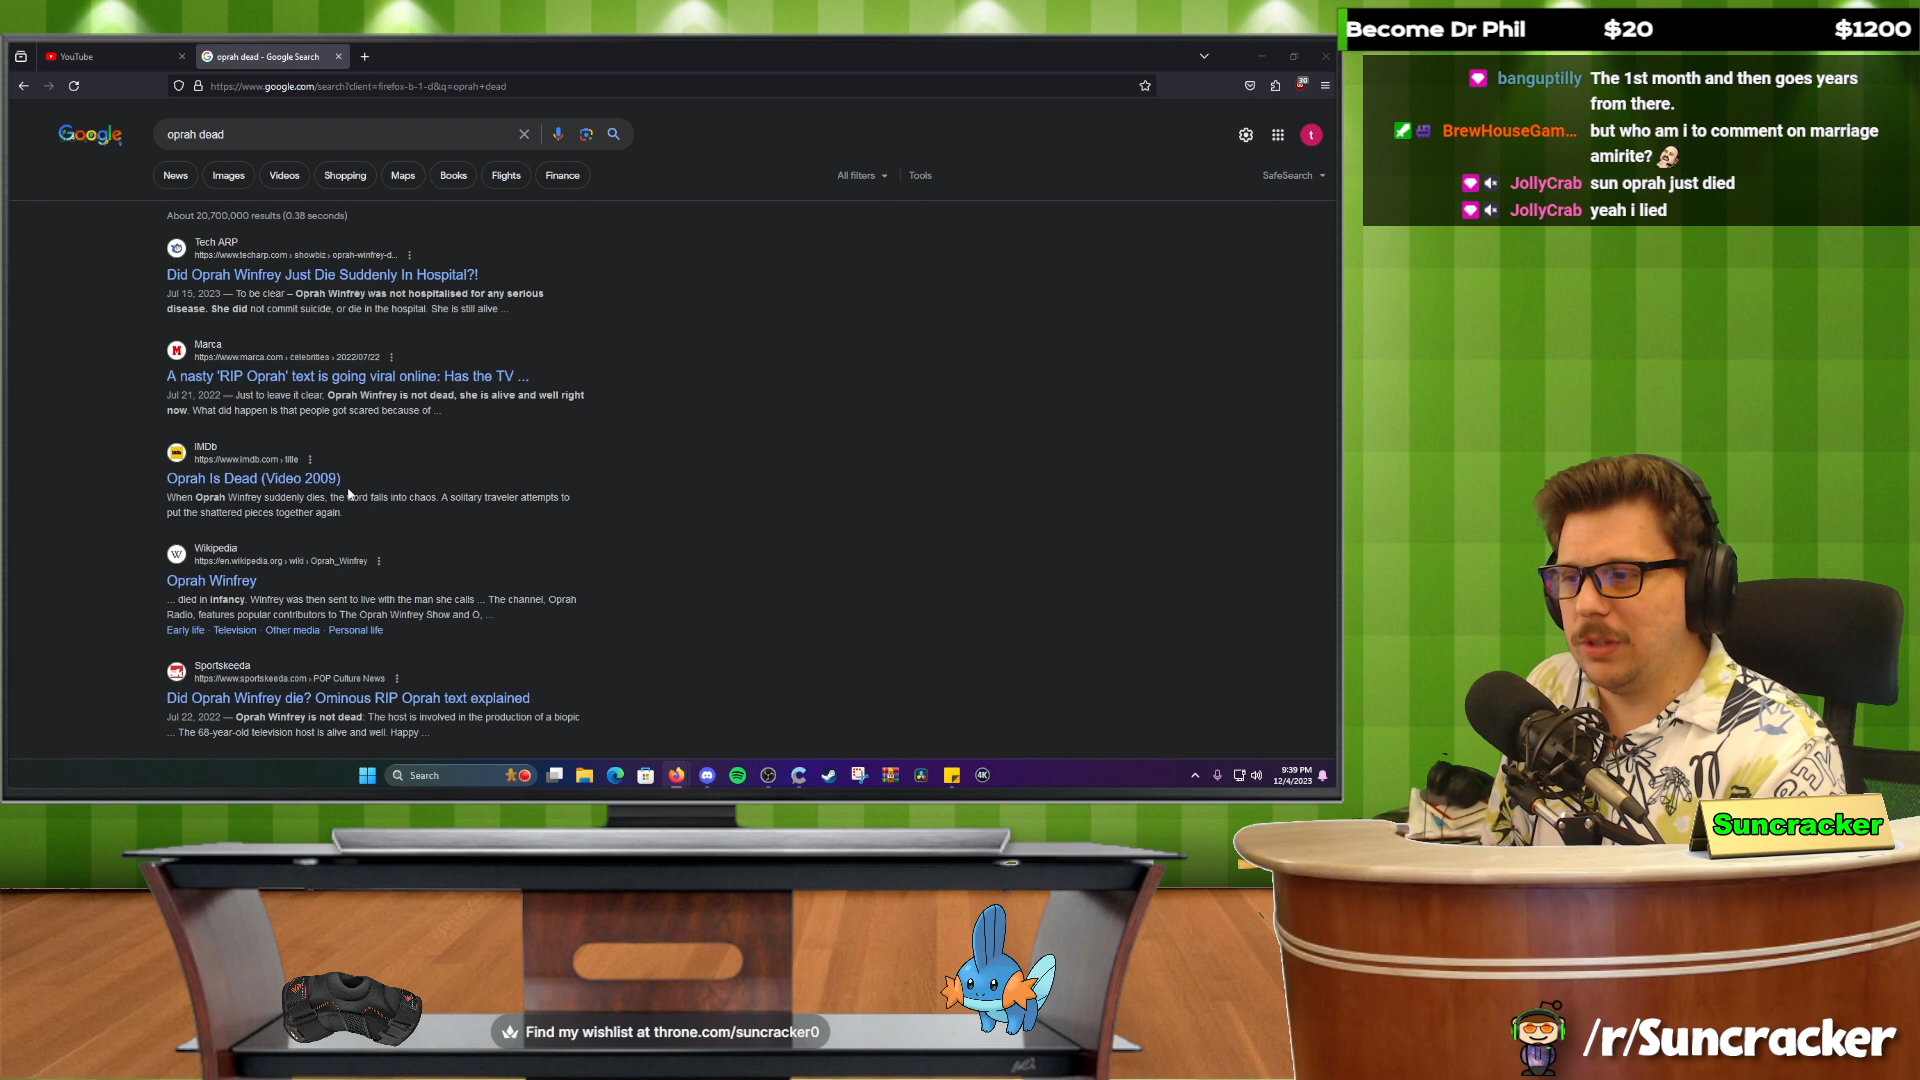 YouTube
oprah dead - Google Search
https://www.google.com/search?client=firefox-b-1-d&q=oprah+dead
30
Google
oprah dead
t
News
Images
Videos
Shopping
Maps
Books
Flights
Finance
All filters
Tools
SafeSearch
About 20,700,000 results (0.38 seconds)
Tech ARP
https://www.techarp.com › showbiz › oprah-winfrey-d...
Did Oprah Winfrey Just Die Suddenly In Hospital?!
Jul 15, 2023 — To be clear – Oprah Winfrey was not hospitalised for any serious
disease. She did not commit suicide, or die in the hospital. She is still alive ...
M
Marca
https://www.marca.com › celebrities › 2022/07/22
A nasty 'RIP Oprah' text is going viral online: Has the TV ...
Jul 21, 2022 — Just to leave it clear, Oprah Winfrey is not dead, she is alive and well right
now. What did happen is that people got scared because of ...
IMDb
https://www.imdb.com › title
Oprah Is Dead (Video 2009)
When Oprah Winfrey suddenly dies, the word falls into chaos. A solitary traveler attempts to
put the shattered pieces together again.
W
Wikipedia
https://en.wikipedia.org › wiki › Oprah_Winfrey
Oprah Winfrey
... died in infancy. Winfrey was then sent to live with the man she calls ... The channel, Oprah
Radio, features popular contributors to The Oprah Winfrey Show and O, ...
Early life · Television · Other media · Personal life
Sportskeeda
https://www.sportskeeda.com › POP Culture News
Did Oprah Winfrey die? Ominous RIP Oprah text explained
Jul 22, 2022 — Oprah Winfrey is not dead: The host is involved in the production of a biopic
... The 68-year-old television host is alive and well. Happy ...
Search
4K
9:39 PM
12/4/2023
Become Dr Phil $20 $1200
banguptilly The 1st month and then goes years
from there.
BrewHouseGam... but who am i to comment on marriage
amirite?
JollyCrab sun oprah just died
JollyCrab yeah i lied
Suncracker
Find my wishlist at throne.com/suncracker0
/r/Suncracker